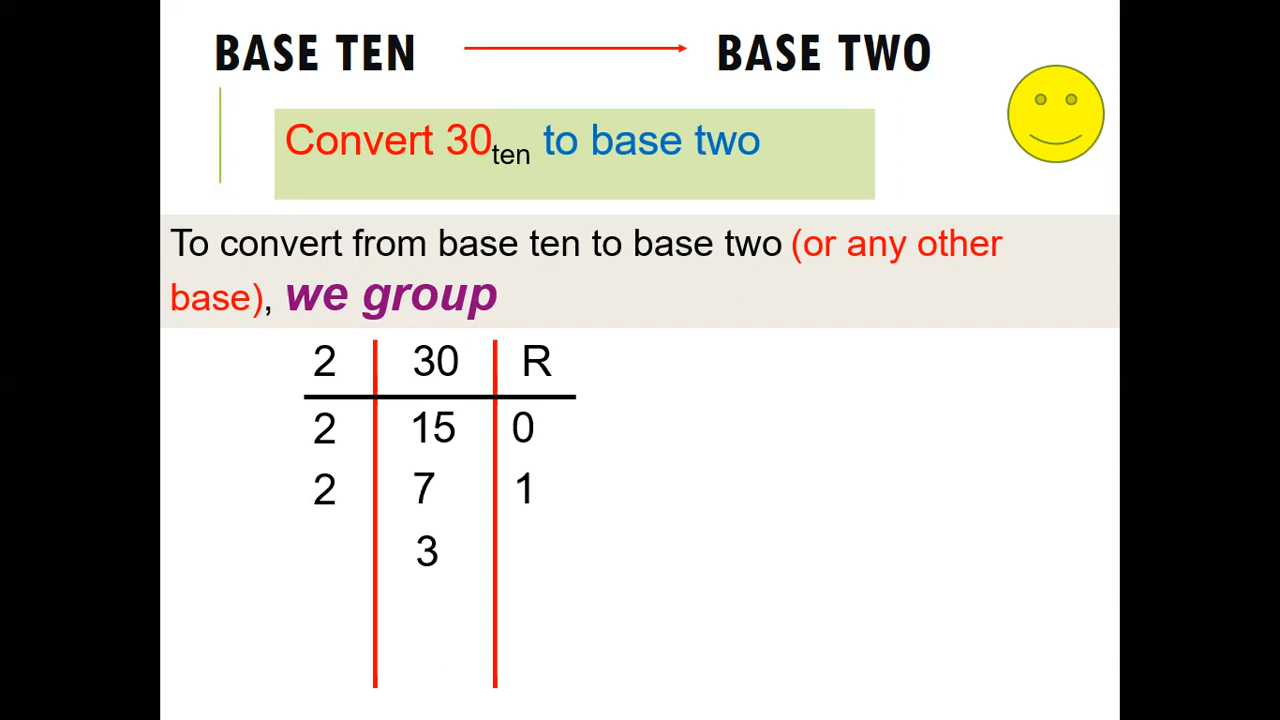 BASE TEN BASE TWO
Convert 30ten to base two
To convert from base ten to base two (or any other
base), we group
2 30 R
2 15 0
2 7 1
3